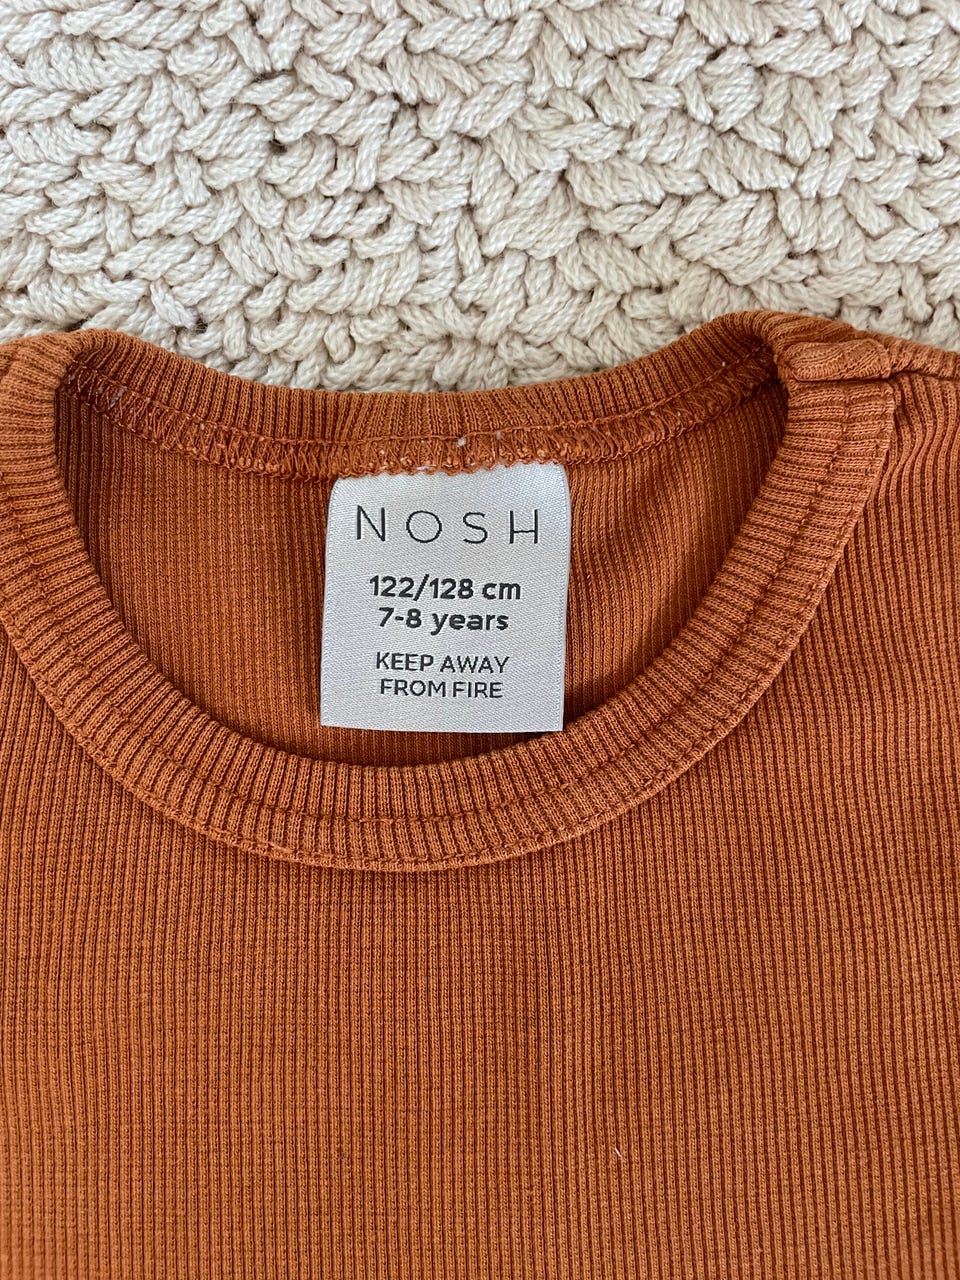 NOSH
122/128 cm
7-8 years
KEEP AWAY
FROM FIRE